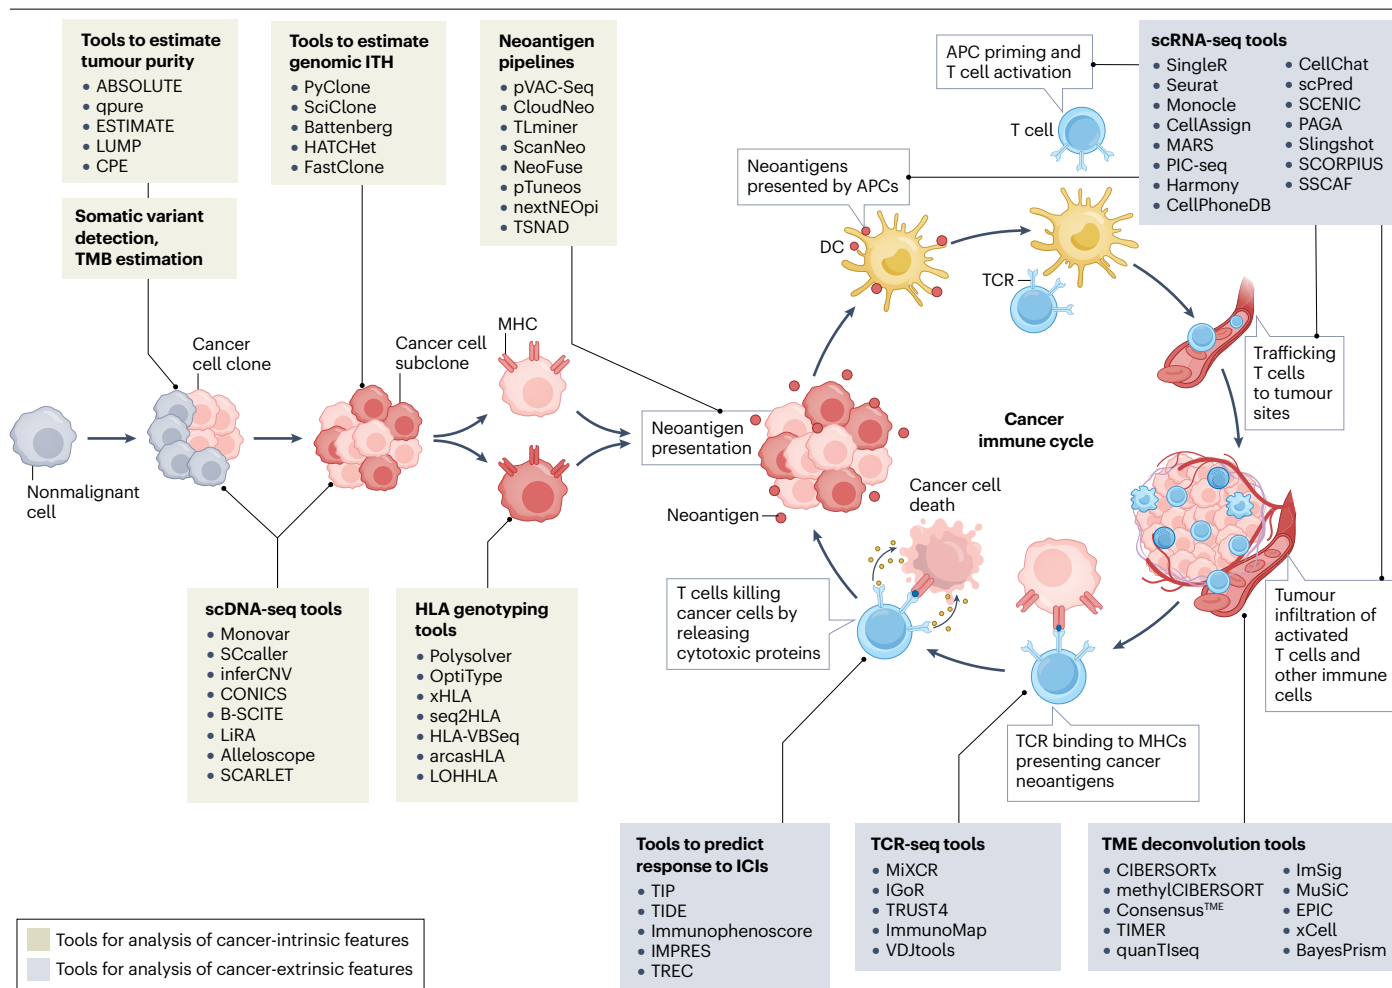 Tools to estimate
tumour purity
• ABSOLUTE
• qpure
• ESTIMATE
• LUMP
• CPE
Somatic variant
detection,
TMB estimation
Tools to estimate
genomic ITH
• PyClone
• SciClone
• Battenberg
• HATCHet
• FastClone
Neoantigen
pipelines
• pVAC-Seq
• CloudNeo
• TLminer
• ScanNeo
• NeoFuse
• pTuneos
• nextNEOpi
• TSNAD
APC priming and
T cell activation
T cell
scRNA-seq tools
• SingleR
• Seurat
• Monocle
• CellAssign
• MARS
• PIC-seq
• Harmony
• CellPhoneDB
• CellChat
• scPred
• SCENIC
• PAGA
• Slingshot
• SCORPIUS
• SSCAF
Neoantigens
presented by APCs
DC
TCR
Trafficking
T cells
to tumour
sites
Cancer
cell clone
Cancer cell
subclone
MHC
Nonmalignant
cell
Neoantigen
presentation
Neoantigen
Cancer
immune cycle
Cancer cell
death
T cells killing
cancer cells by
releasing
cytotoxic proteins
Tumour
infiltration of
activated
T cells and
other immune
cells
TCR binding to MHCs
presenting cancer
neoantigens
scDNA-seq tools
• Monovar
• SCcaller
• inferCNV
• CONICS
• B-SCITE
• LiRA
• Alleloscope
• SCARLET
HLA genotyping
tools
• Polysolver
• OptiType
• xHLA
• seq2HLA
• HLA-VBSeq
• arcasHLA
• LOHHLA
Tools to predict
response to ICIs
• TIP
• TIDE
• Immunophenoscore
• IMPRES
• TREC
TCR-seq tools
• MiXCR
• IGoR
• TRUST4
• ImmunoMap
• VDJtools
TME deconvolution tools
• CIBERSORTx
• methylCIBERSORT
• Consensus™ᴱ
• TIMER
• quanTIseq
• ImSig
• MuSiC
• EPIC
• xCell
• BayesPrism
Tools for analysis of cancer-intrinsic features
Tools for analysis of cancer-extrinsic features